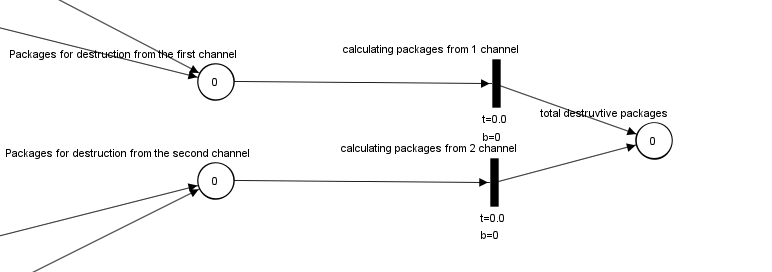 Packages for destruction from the first channel
0
calculating packages from 1 channel
t=0.0
b=0
total destruvtive packages
0
Packages for destruction from the second channel
0
calculating packages from 2 channel
t=0.0
b=0